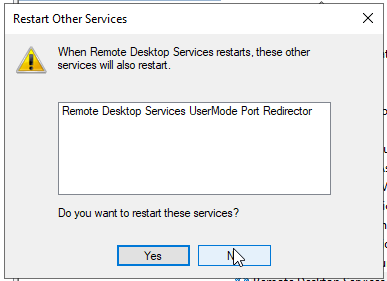 Restart Other Services
When Remote Desktop Services restarts, these other
services will also restart.
Remote Desktop Services UserMode Port Redirector
Do you want to restart these services?
Yes